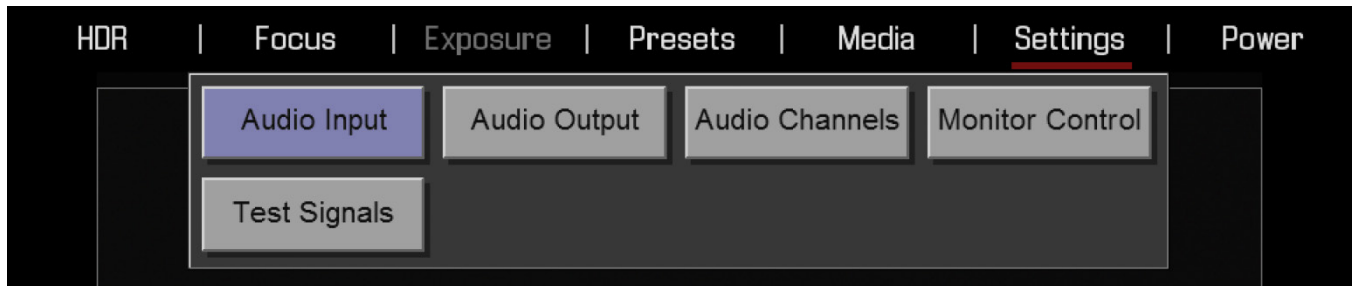 HDR | Focus | Exposure | Presets | Media | Settings | Power
Audio Input Audio Output Audio Channels Monitor Control
Test Signals